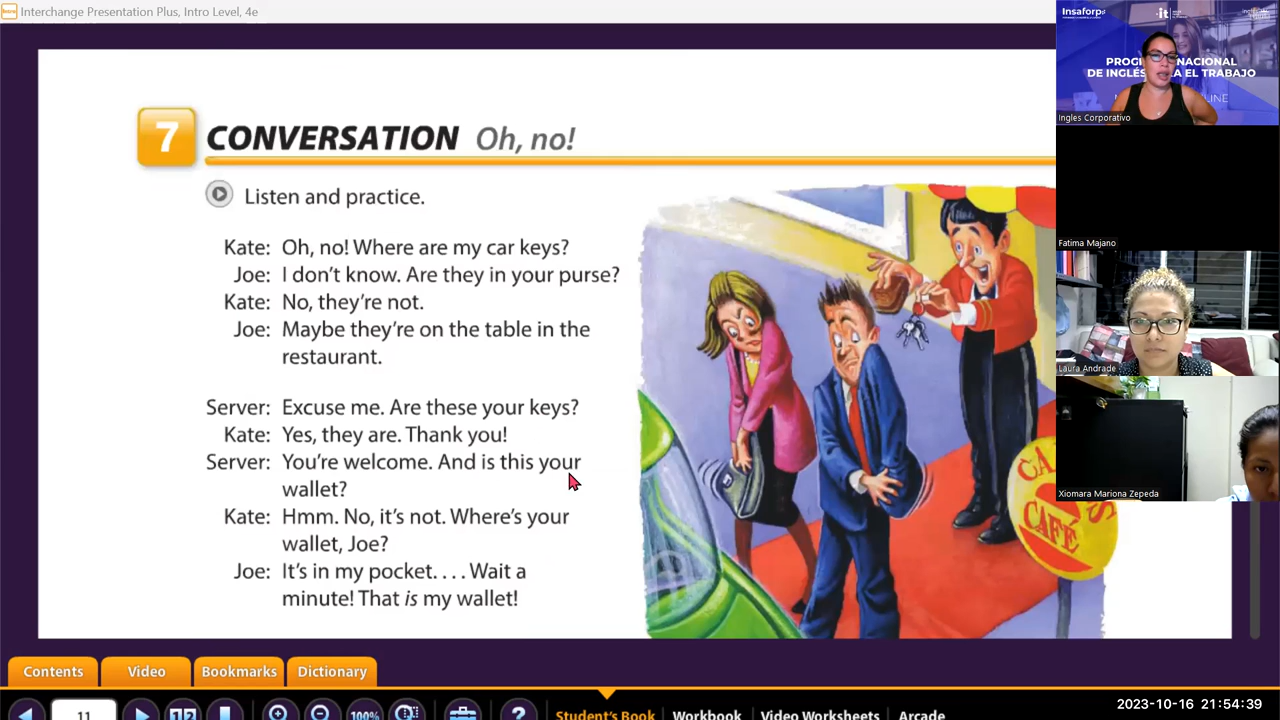 Interchange Presentation Plus, Intro Level, 4e
7 CONVERSATION Oh, no!
Listen and practice.
Kate: Oh, no! Where are my car keys?
Joe: I don't know. Are they in your purse?
Kate: No, they're not.
Joe: Maybe they're on the table in the
restaurant.
Server: Excuse me. Are these your keys?
Kate: Yes, they are. Thank you!
Server: You're welcome. And is this your
wallet?
Kate: Hmm. No, it's not. Where's your
wallet, Joe?
Joe: It's in my pocket. . . . Wait a
minute! That is my wallet!
CAFÉ
Insaforp
Ingles Corporativo
Fatima Majano
Laura Andrade
Xiomara Mariona Zepeda
Contents
Video
Bookmarks
Dictionary
11
100%
Student's Book
Workbook
Video Worksheets
Arcade
2023-10-16 21:54:39